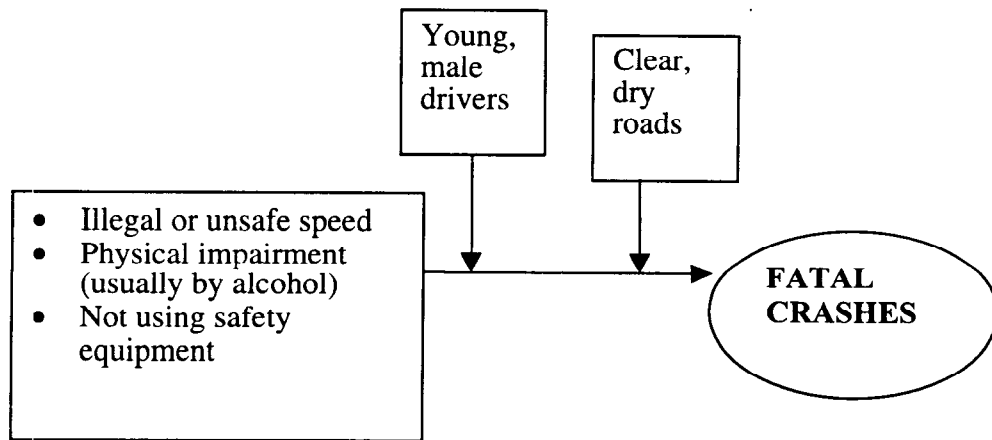 Young,
male
drivers
Clear,
dry
roads
• Illegal or unsafe speed
• Physical impairment
(usually by alcohol)
• Not using safety
equipment
FATAL
CRASHES